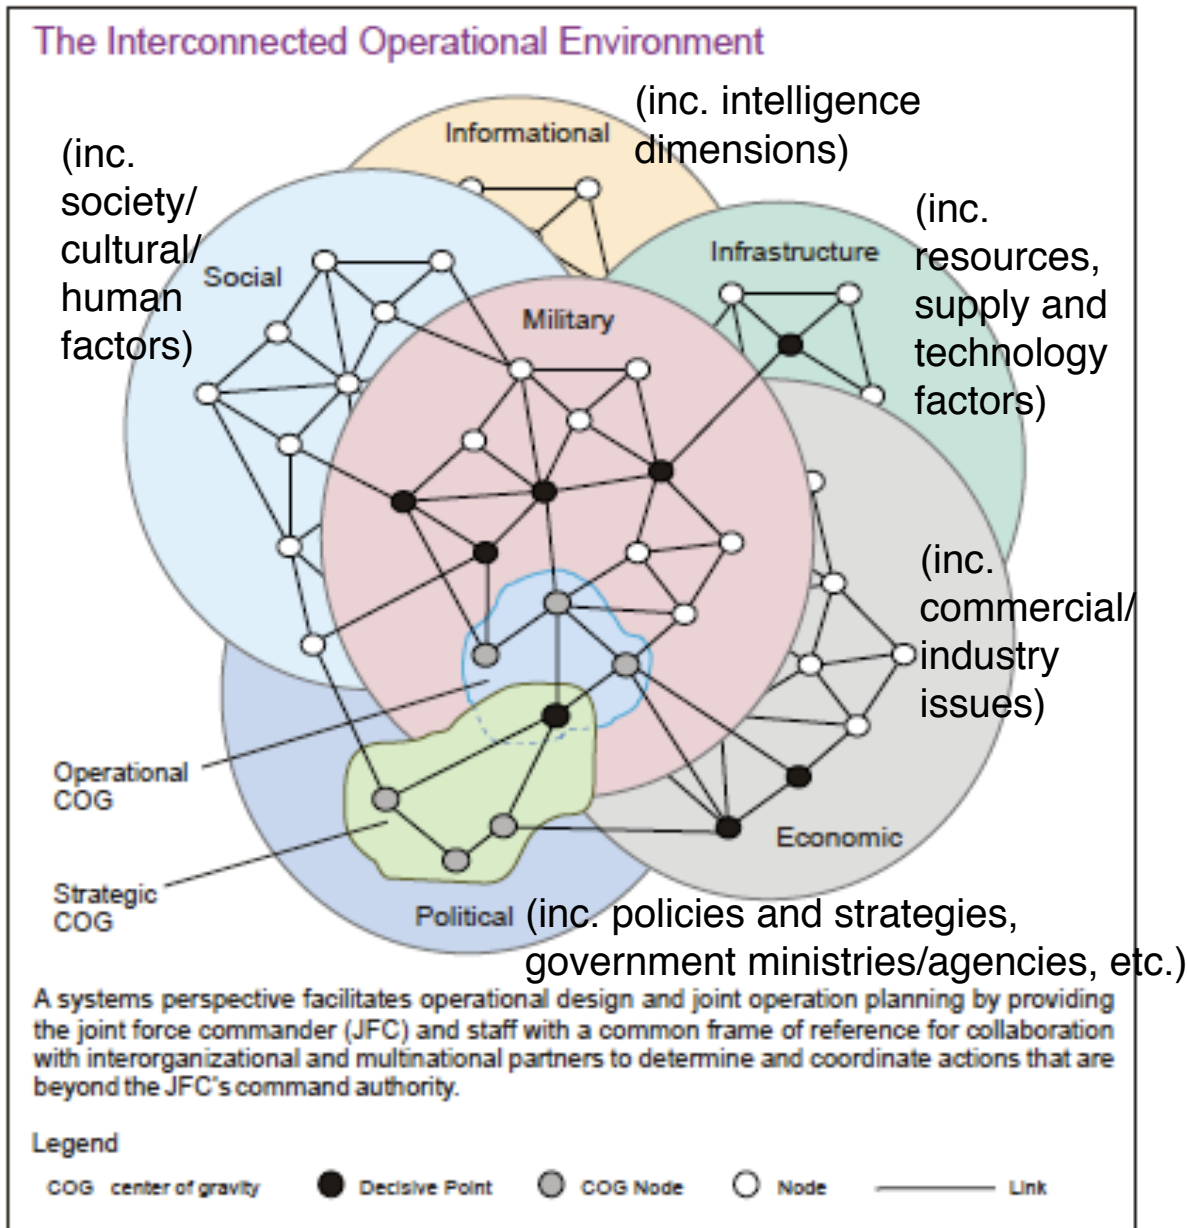 The Interconnected Operational Environment
(inc. intelligence
dimensions)
Informational
(inc.
society/
cultural/
human
factors)
Social
(inc.
resources,
supply and
technology
factors)
Infrastructure
Military
(inc.
commercial/
industry
issues)
Operational
COG
Economic
Strategic
COG
Political
(inc. policies and strategies,
government ministries/agencies, etc.)
A systems perspective facilitates operational design and joint operation planning by providing
the joint force commander (JFC) and staff with a common frame of reference for collaboration
with interorganizational and multinational partners to determine and coordinate actions that are
beyond the JFC's command authority.
Legend
COG center of gravity
Decisive Point
COG Node
Node
Link